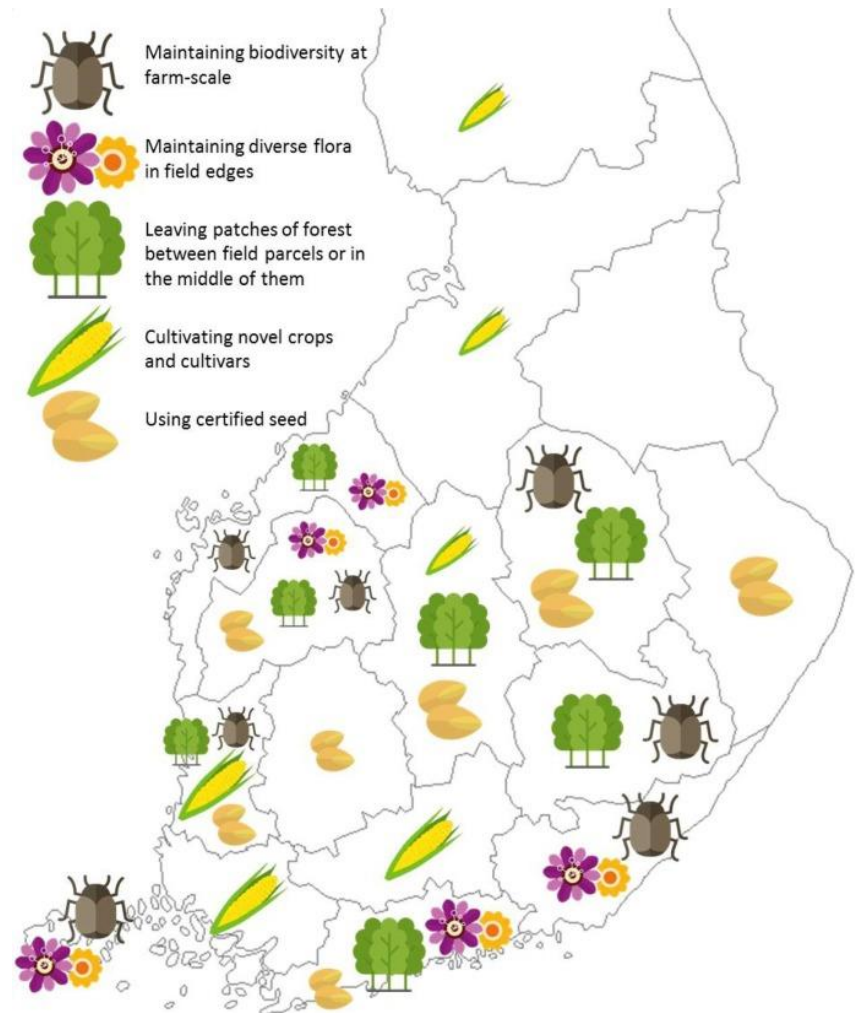 Maintaining biodiversity at
farm-scale
Maintaining diverse flora
in field edges
Leaving patches of forest
between field parcels or in
the middle of them
Cultivating novel crops
and cultivars
Using certified seed